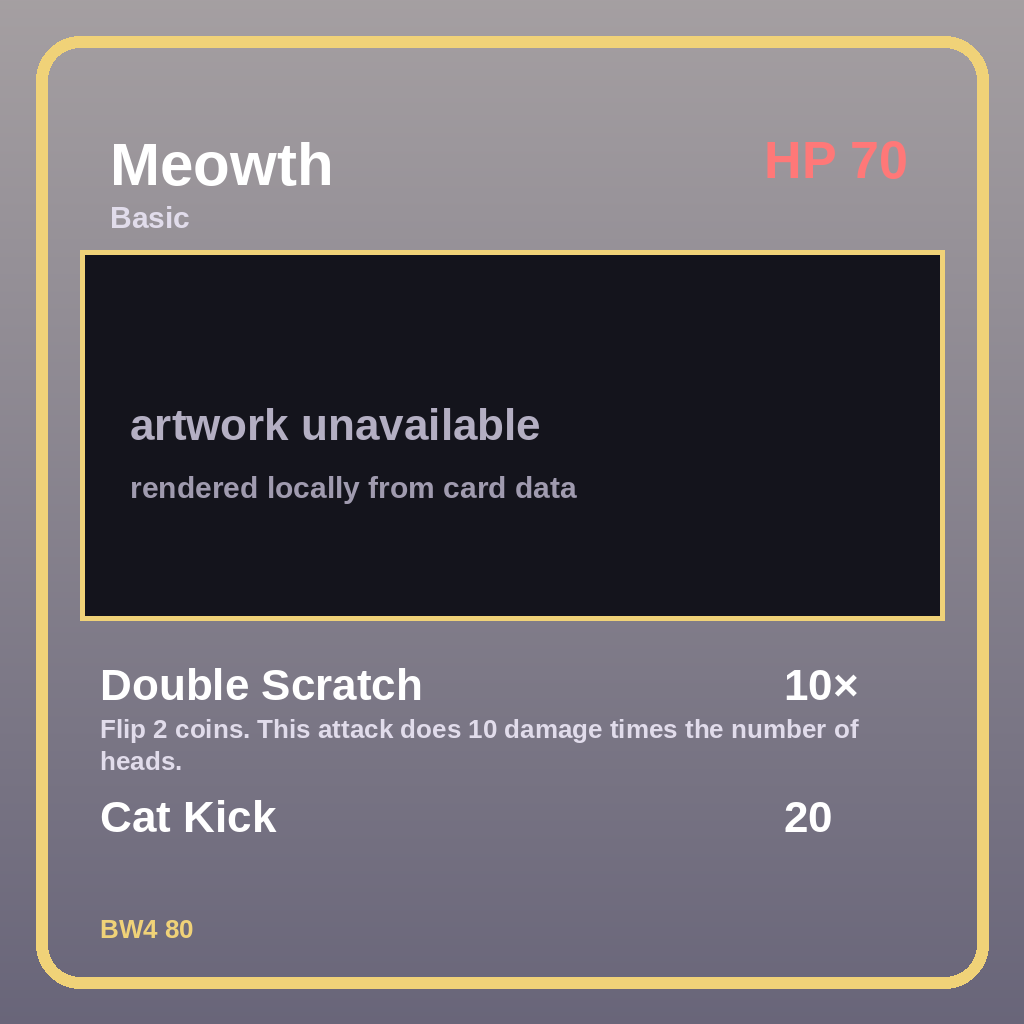 Meowth
HP 70
Basic
artwork unavailable
rendered locally from card data
Double Scratch
10×
Flip 2 coins. This attack does 10 damage times the number of
heads.
Cat Kick
20
BW4 80